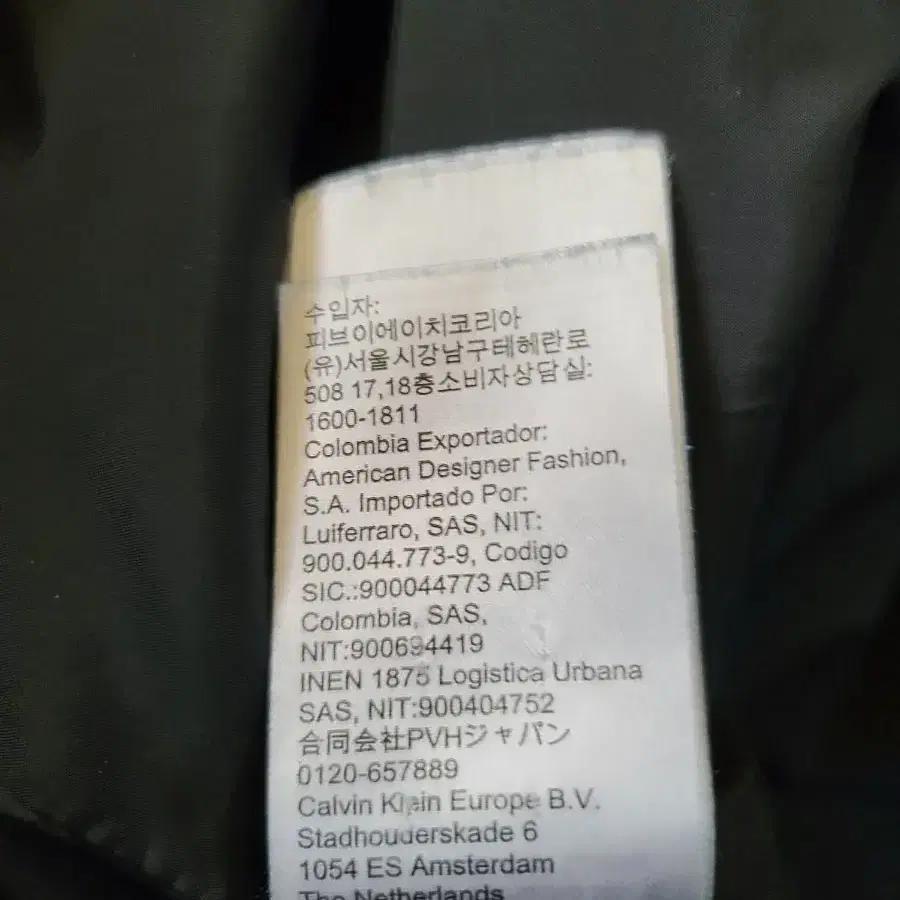 수입자:
피브이에이치코리아
(유)서울시강남구테헤란로
508 17,18층소비자상담실:
1600-1811
Colombia Exportador:
American Designer Fashion,
S.A. Importado Por:
Luiferraro, SAS, NIT:
900.044.773-9, Codigo
SIC.:900044773 ADF
Colombia, SAS,
NIT:900694419
INEN 1875 Logistica Urbana
SAS, NIT:900404752
合同会社PVHジャパン
0120-657889
Calvin Klein Europe B.V.
Stadhouderskade 6
1054 ES Amsterdam
The Netherlands